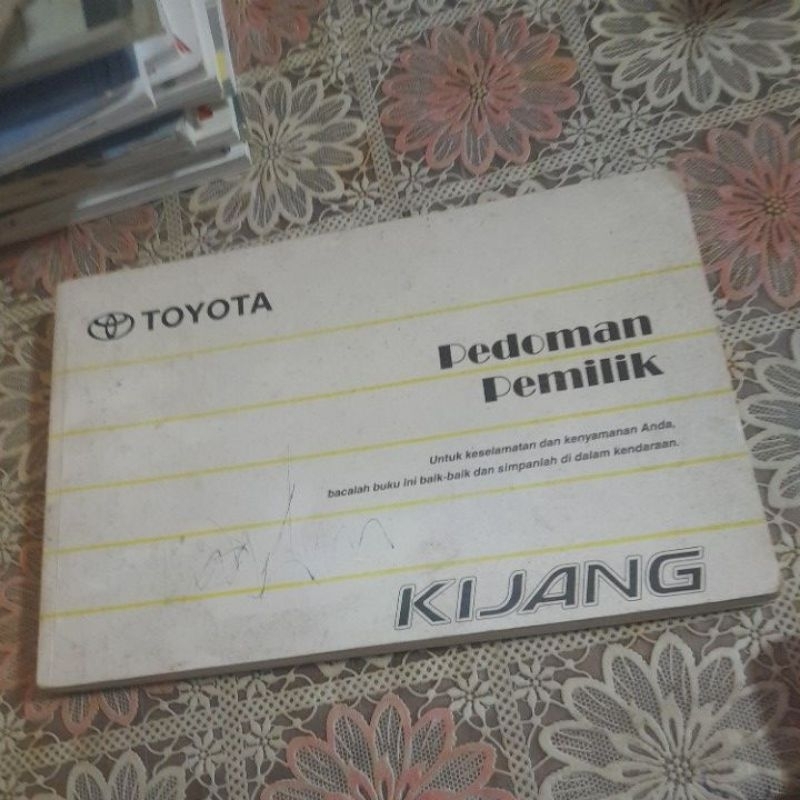 TOYOTA
Pedoman
Pemilik
Untuk keselamatan dan kenyamanan Anda,
bacalah buku ini baik-baik dan simpanlah di dalam kendaraan.
KIJANG